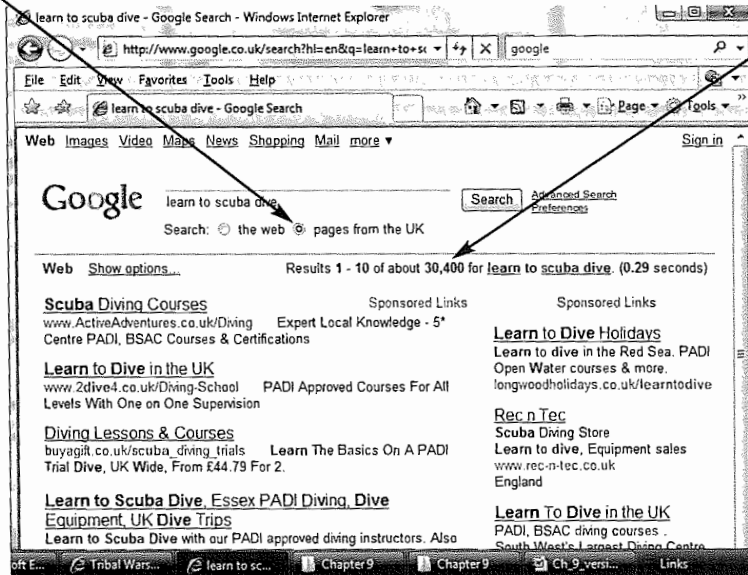 learn to scuba dive - Google Search - Windows Internet Explorer
http://www.google.co.uk/search?hl=en&q=learn+to+sc
google
File Edit View Favorites Tools Help
learn to scuba dive - Google Search
Page Tools
Web Images Video Maps News Shopping Mail more
Sign in
Google
learn to scuba dive
Search
Advanced Search
Preferences
Search: the web pages from the UK
Web Show options...
Results 1 - 10 of about 30,400 for learn to scuba dive. (0.29 seconds)
Scuba Diving Courses
Sponsored Links
www.ActiveAdventures.co.uk/Diving Expert Local Knowledge - 5*
Centre PADI, BSAC Courses & Certifications
Learn to Dive in the UK
www.2dive4.co.uk/Diving-School PADI Approved Courses For All
Levels With One on One Supervision
Diving Lessons & Courses
buyagift.co.uk/scuba_diving_trials Learn The Basics On A PADI
Trial Dive, UK Wide, From £44.79 For 2.
Learn to Scuba Dive, Essex PADI Diving, Dive
Equipment, UK Dive Trips
Learn to Scuba Dive with our PADI approved diving instructors. Also
Sponsored Links
Learn to Dive Holidays
Learn to dive in the Red Sea. PADI
Open Water courses & more.
longwoodholidays.co.uk/learntodive
Rec n Tec
Scuba Diving Store
Learn to dive, Equipment sales
www.rec-n-tec.co.uk
England
Learn To Dive in the UK
PADI, BSAC diving courses .
South West's Largest Diving Centre
oft E... Tribal Wars... learn to sc... Chapter 9 Chapter 9 Ch_9_versi... Links